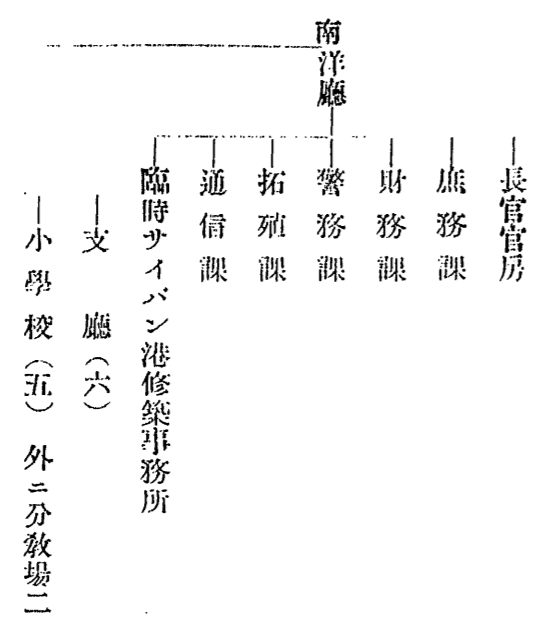 南洋廳
長官官房
庶務課
財務課
警務課
拓殖課
通信課
臨時サイパン港修築事務所
支廳(六)
小學校(五) 外ニ分敎場二